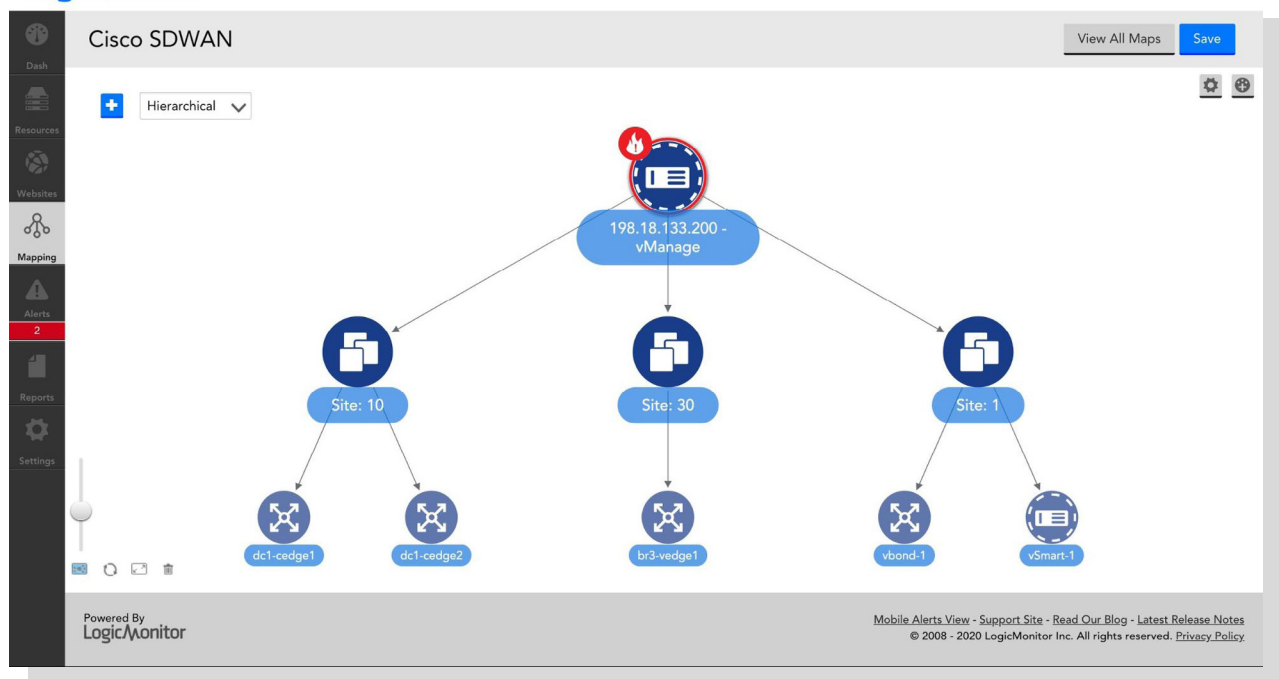 Cisco SDWAN
View All Maps
Save
Dash
Resources
Websites
Mapping
Alerts
2
Reports
Settings
Hierarchical
198.18.133.200 -
vManage
Site: 10
Site: 30
Site: 1
dc1-cedge1
dc1-cedge2
br3-vedge1
vbond-1
vSmart-1
Powered By
LogicMonitor
Mobile Alerts View - Support Site - Read Our Blog - Latest Release Notes
© 2008 - 2020 LogicMonitor Inc. All rights reserved. Privacy Policy